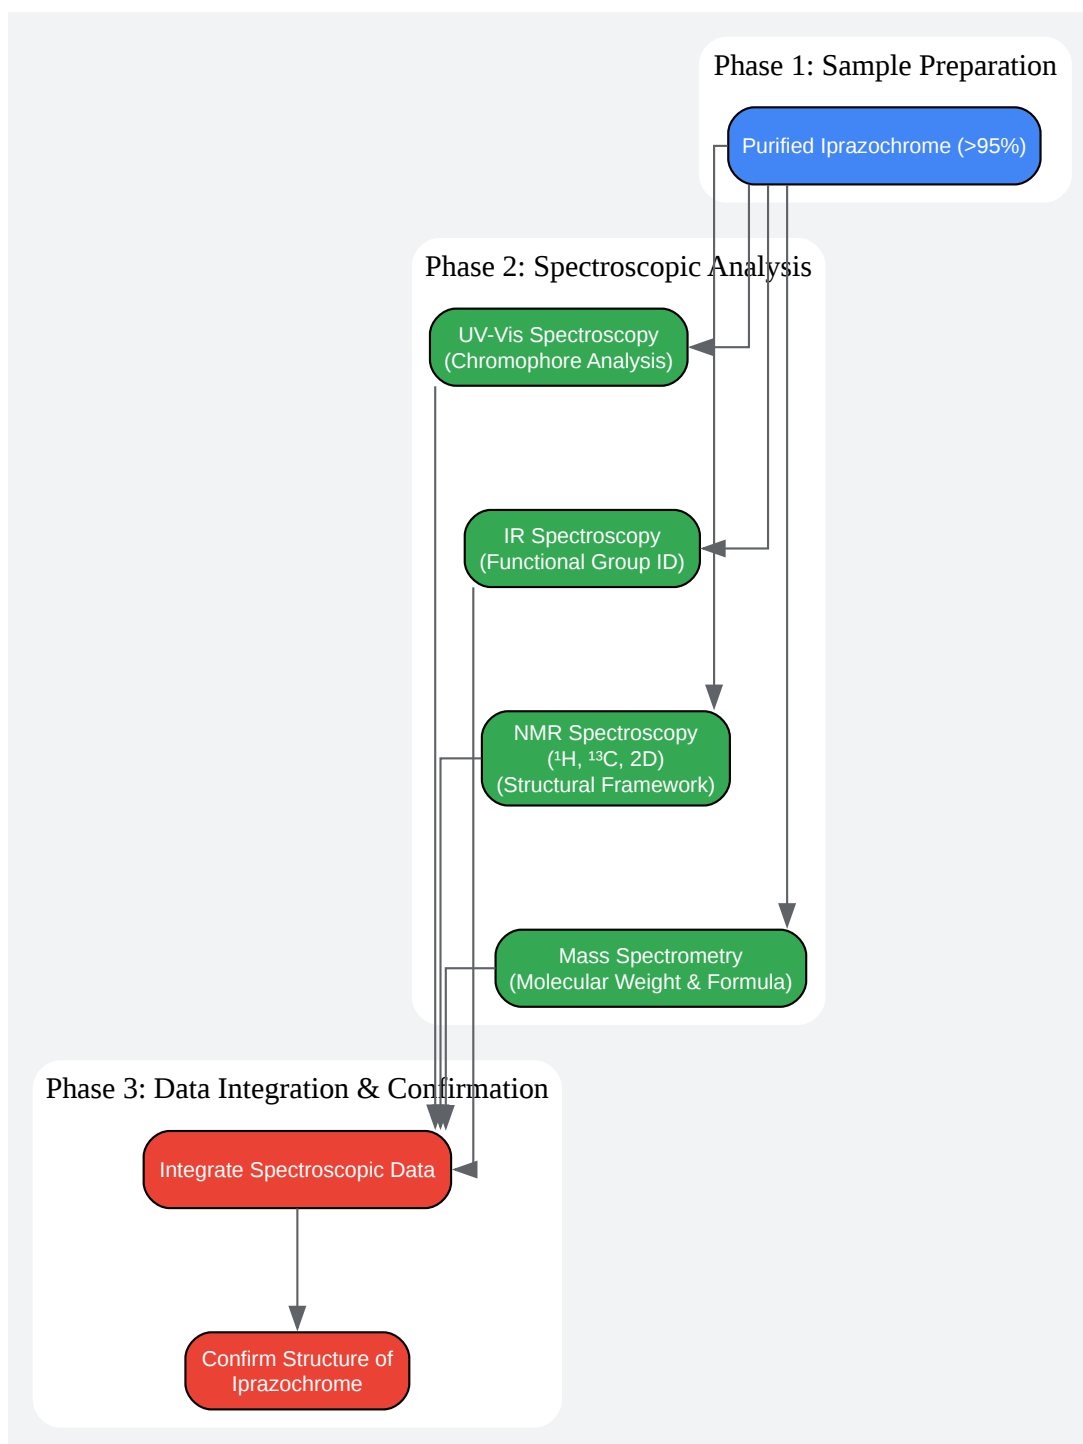 Phase 1: Sample Preparation
Purified Iprazochrome (>95%)
Phase 2: Spectroscopic Analysis
UV-Vis Spectroscopy
(Chromophore Analysis)
IR Spectroscopy
(Functional Group ID)
NMR Spectroscopy
(¹H, ¹³C, 2D)
(Structural Framework)
Mass Spectrometry
(Molecular Weight & Formula)
Phase 3: Data Integration & Confirmation
Integrate Spectroscopic Data
Confirm Structure of
Iprazochrome